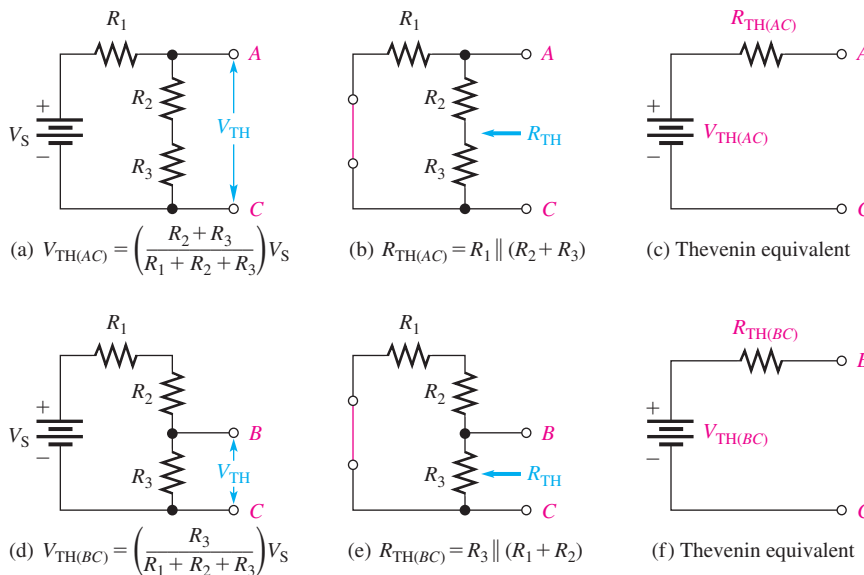 R1
A
R2
VS
+
−
VTH
R3
C
(a) VTH(AC) = (R2 + R3 / R1 + R2 + R3)VS
R1
A
R2
RTH
R3
C
(b) RTH(AC) = R1 ∥ (R2 + R3)
RTH(AC)
A
+
−
VTH(AC)
C
(c) Thevenin equivalent
R1
R2
+
VS
−
B
R3
VTH
C
(d) VTH(BC) = (R3 / R1 + R2 + R3)VS
R1
R2
B
R3
RTH
C
(e) RTH(BC) = R3 ∥ (R1 + R2)
RTH(BC)
B
+
−
VTH(BC)
C
(f) Thevenin equivalent